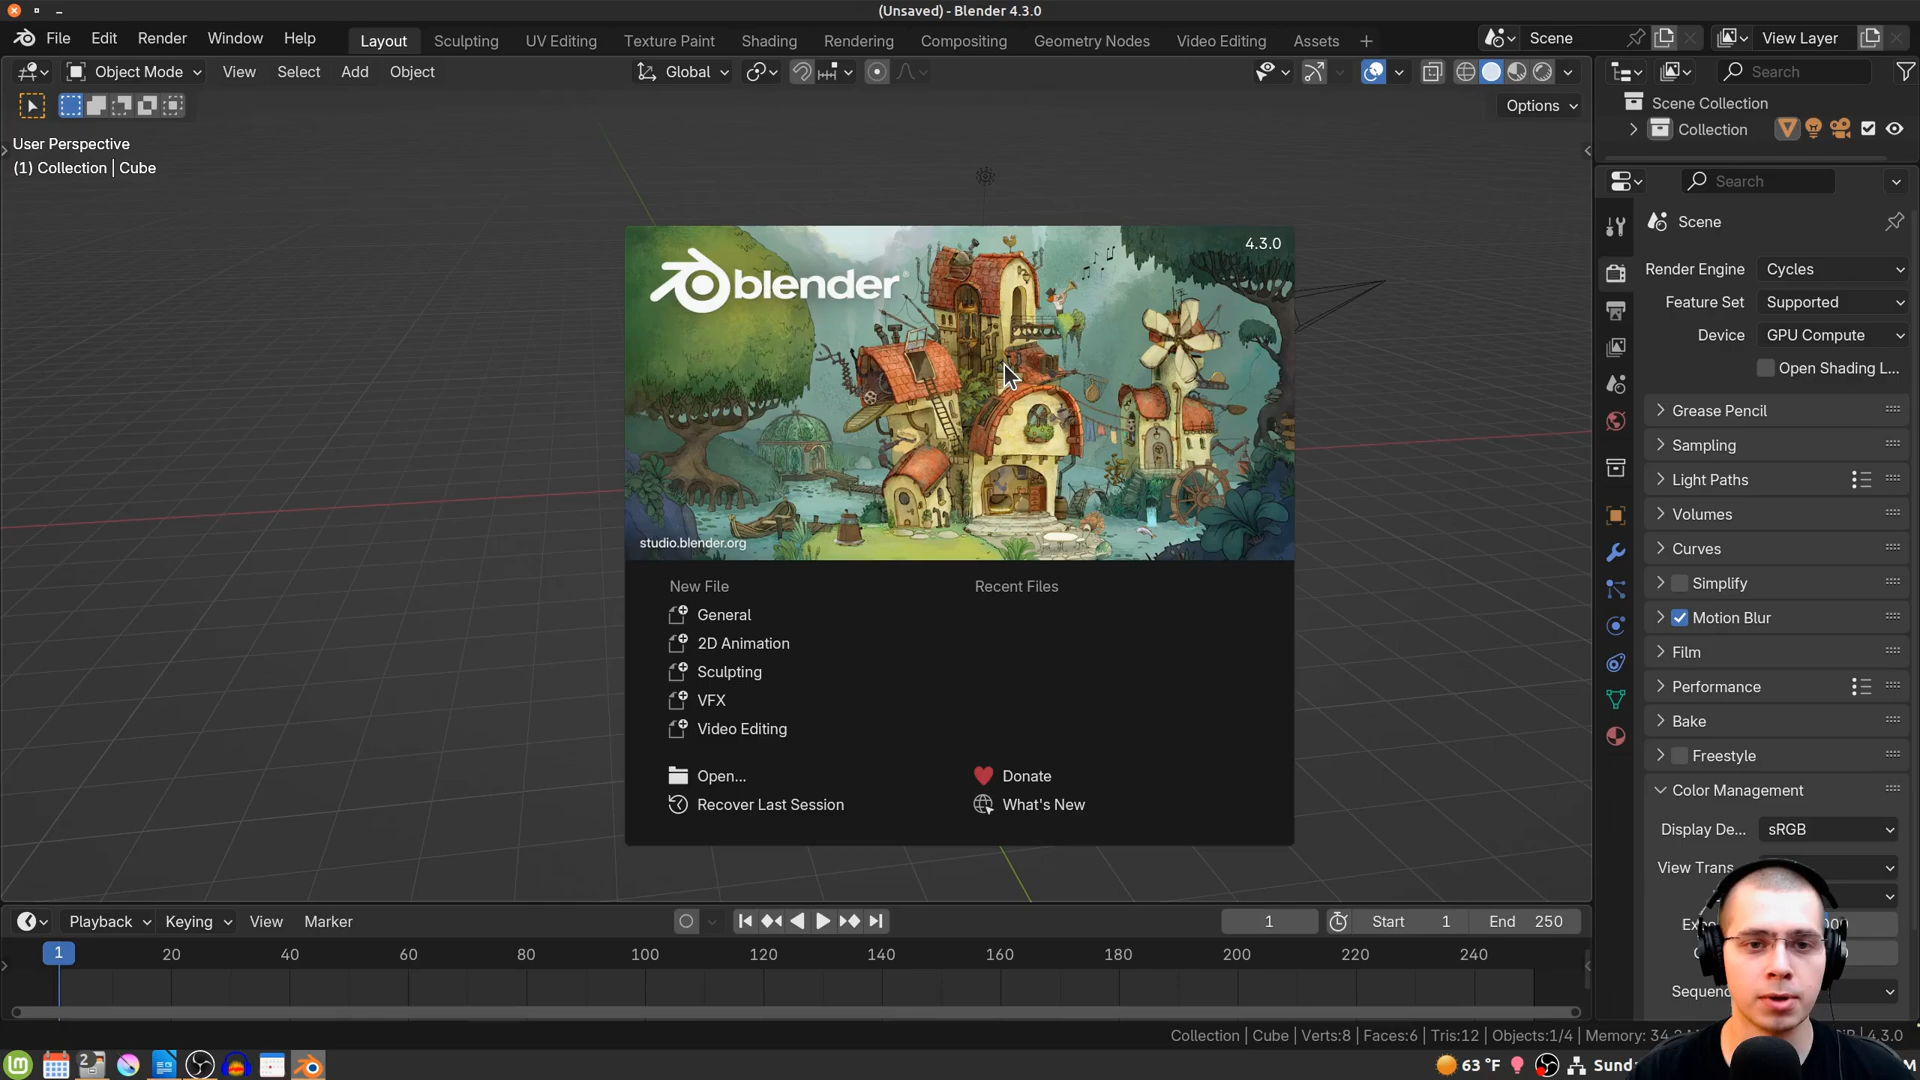 (Unsaved) - Blender 4.3.0
File Edit Render Window Help
Layout Sculpting UV Editing Texture Paint Shading Rendering Compositing Geometry Nodes Video Editing Assets
Scene
View Layer
Object Mode View Select Add Object
Global
Search
Options
User Perspective
(1) Collection | Cube
Scene Collection
Collection
Search
Scene
Render Engine Cycles
Feature Set Supported
Device GPU Compute
Open Shading L...
Grease Pencil
Sampling
Light Paths
Volumes
Curves
Simplify
Motion Blur
Film
Performance
Bake
Freestyle
Color Management
Display De... sRGB
View Trans
4.3.0
blender
studio.blender.org
New File
General
2D Animation
Sculpting
VFX
Video Editing
Open...
Recover Last Session
Recent Files
Donate
What's New
Playback Keying View Marker
1
Start 1
End 250
1 20 40 60 80 100 120 140 160 180 200 220 240
Collection | Cube | Verts:8 | Faces:6 | Tris:12 | Objects:1/4 | Memory: 34.2
4.3.0
2
63 °F